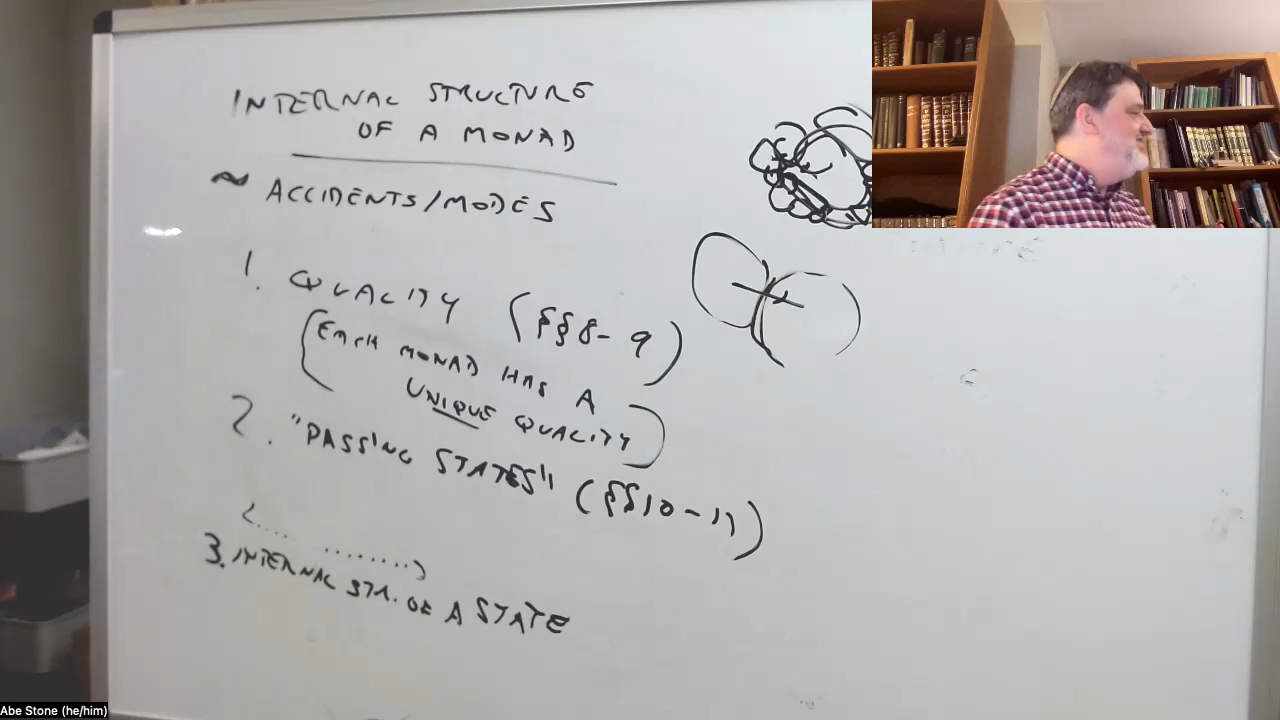 INTERNAL STRUCTURE
OF A MONAD
~ ACCIDENTS/MODES
1. QUALITY (§§8-9)
(EACH MONAD HAS A
UNIQUE QUALITY)
2. "PASSING STATES" (§§10-11)
<.... ........>
3. INTERNAL STR. OF A STATE
Abe Stone (he/him)